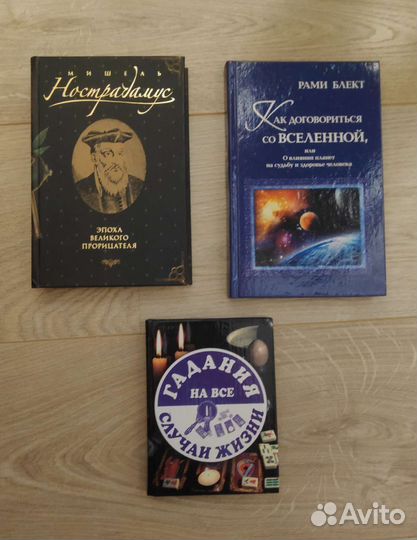 МИШЕЛЬ
Нострадамус
ЭПОХА
ВЕЛИКОГО
ПРОРИЦАТЕЛЯ
РАМИ БЛЕКТ
КАК ДОГОВОРИТЬСЯ
СО ВСЕЛЕННОЙ,
или
О влиянии планет
на судьбу и здоровье человека
ГАДАНИЯ
НА ВСЕ
СЛУЧАИ ЖИЗНИ
Avito